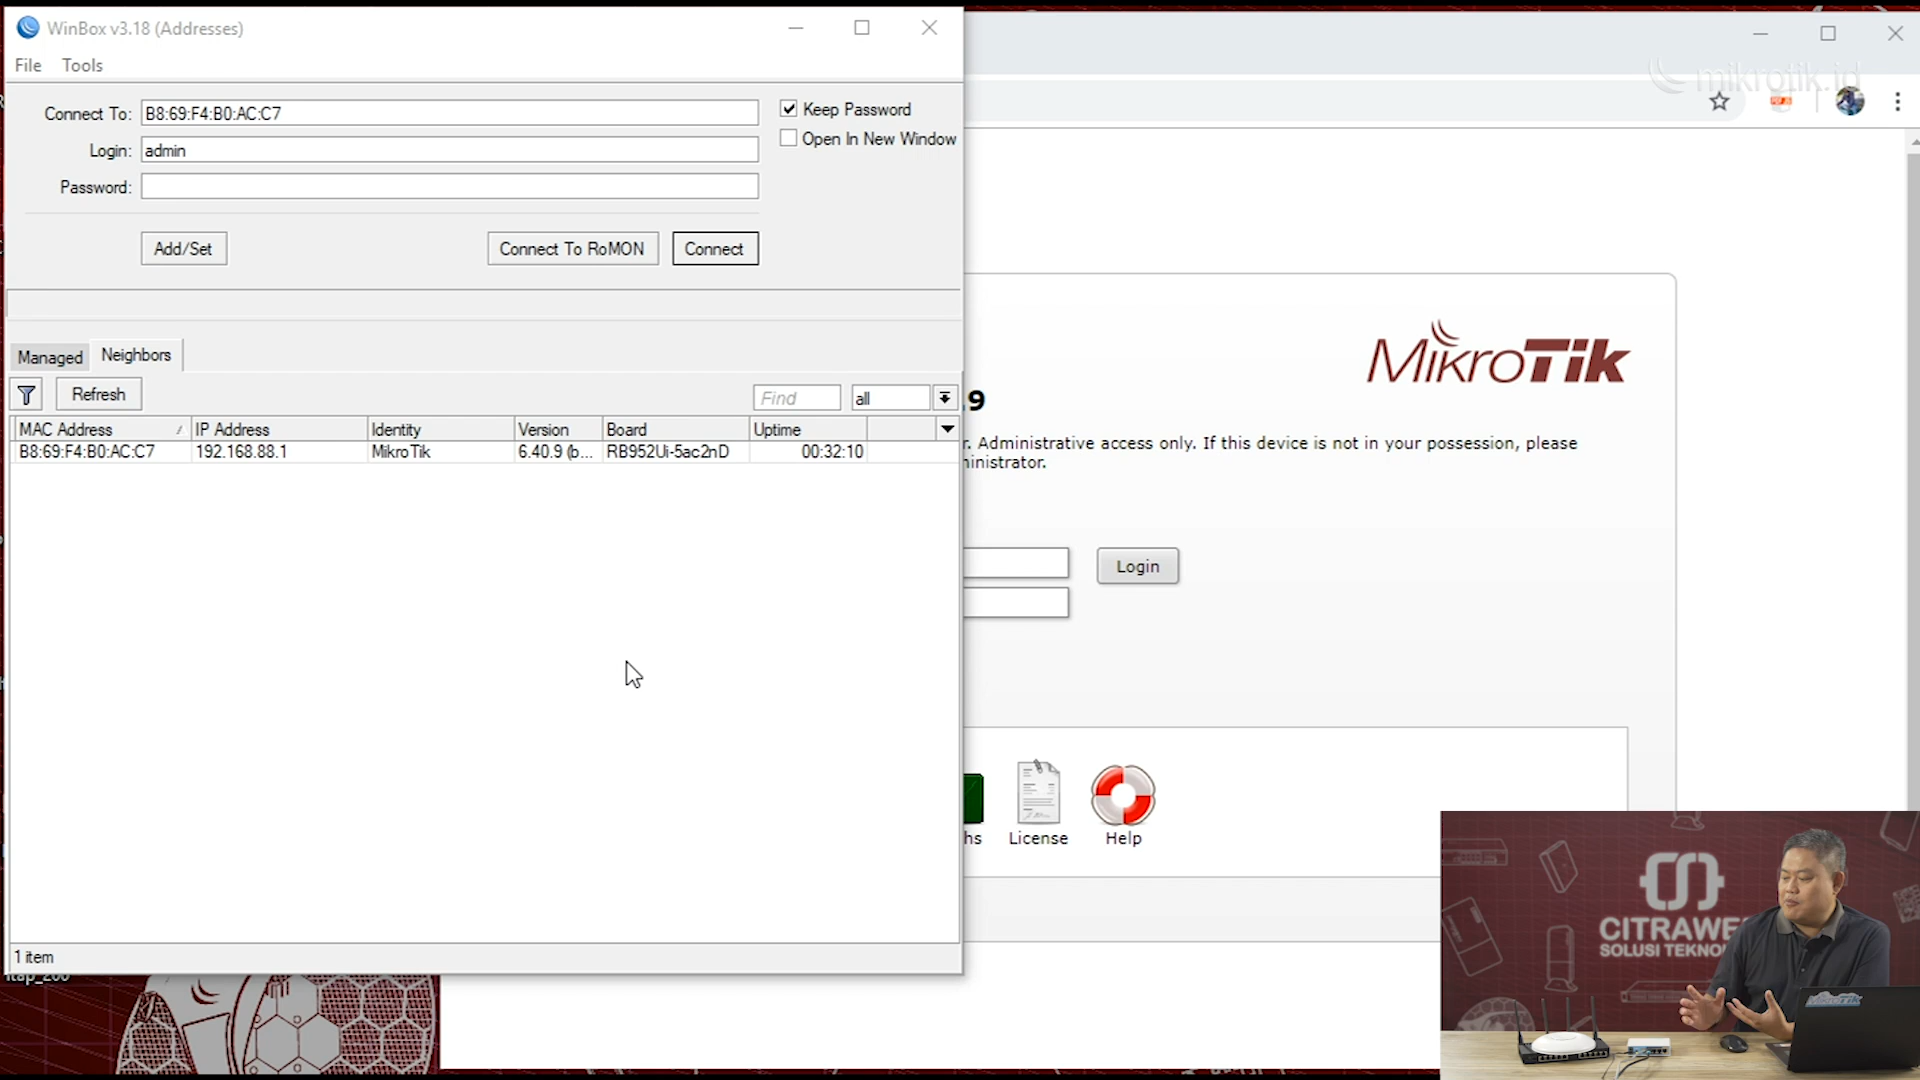 WinBox v3.18 (Addresses)
File Tools
Connect To: B8:69:F4:B0:AC:C7
Keep Password
Open In New Window
Login: admin
Password:
Add/Set Connect To RoMON Connect
Managed Neighbors
Refresh Find all
MAC Address IP Address Identity Version Board Uptime
B8:69:F4:B0:AC:C7 192.168.88.1 MikroTik 6.40.9 (b... RB952Ui-5ac2nD 00:32:10
1 item
mikrotik.id
MikroTik
.9
r. Administrative access only. If this device is not in your possession, please
ministrator.
Login
hs License Help
CITRAWE
SOLUSI TEKNO
MikroTik